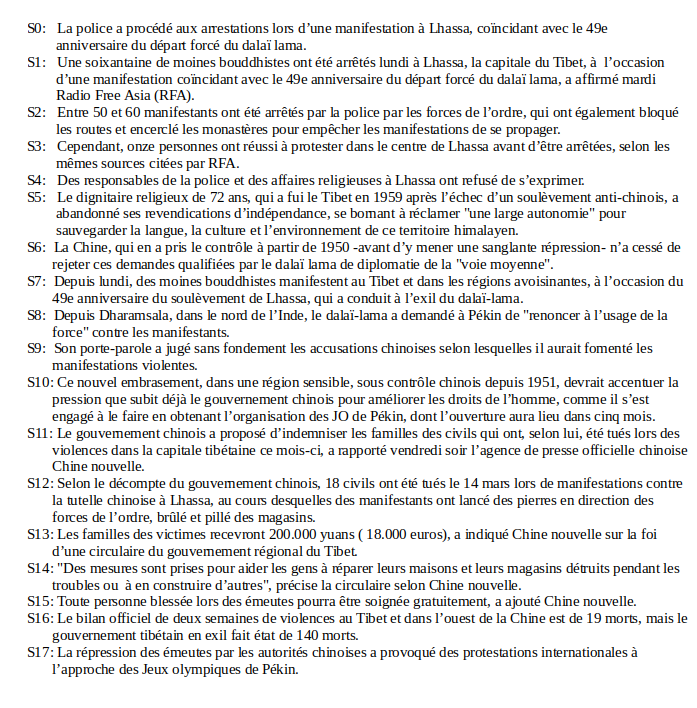 S0: La police a procédé aux arrestations lors d'une manifestation à Lhassa, coïncidant avec le 49e
anniversaire du départ forcé du dalaï lama.
S1: Une soixantaine de moines bouddhistes ont été arrêtés lundi à Lhassa, la capitale du Tibet, à l'occasion
d'une manifestation coïncidant avec le 49e anniversaire du départ forcé du dalaï lama, a affirmé mardi
Radio Free Asia (RFA).
S2: Entre 50 et 60 manifestants ont été arrêtés par la police par les forces de l'ordre, qui ont également bloqué
les routes et encerclé les monastères pour empêcher les manifestations de se propager.
S3: Cependant, onze personnes ont réussi à protester dans le centre de Lhassa avant d'être arrêtées, selon les
mêmes sources citées par RFA.
S4: Des responsables de la police et des affaires religieuses à Lhassa ont refusé de s'exprimer.
S5: Le dignitaire religieux de 72 ans, qui a fui le Tibet en 1959 après l'échec d'un soulèvement anti-chinois, a
abandonné ses revendications d'indépendance, se bornant à réclamer "une large autonomie" pour
sauvegarder la langue, la culture et l'environnement de ce territoire himalayen.
S6: La Chine, qui en a pris le contrôle à partir de 1950 -avant d'y mener une sanglante répression- n'a cessé de
rejeter ces demandes qualifiées par le dalaï lama de diplomatie de la "voie moyenne".
S7: Depuis lundi, des moines bouddhistes manifestent au Tibet et dans les régions avoisinantes, à l'occasion du
49e anniversaire du soulèvement de Lhassa, qui a conduit à l'exil du dalaï-lama.
S8: Depuis Dharamsala, dans le nord de l'Inde, le dalaï-lama a demandé à Pékin de "renoncer à l'usage de la
force" contre les manifestants.
S9: Son porte-parole a jugé sans fondement les accusations chinoises selon lesquelles il aurait fomenté les
manifestations violentes.
S10: Ce nouvel embrasement, dans une région sensible, sous contrôle chinois depuis 1951, devrait accentuer la
pression que subit déjà le gouvernement chinois pour améliorer les droits de l'homme, comme il s'est
engagé à le faire en obtenant l'organisation des JO de Pékin, dont l'ouverture aura lieu dans cinq mois.
S11: Le gouvernement chinois a proposé d'indemniser les familles des civils qui ont, selon lui, été tués lors des
violences dans la capitale tibétaine ce mois-ci, a rapporté vendredi soir l'agence de presse officielle chinoise
Chine nouvelle.
S12: Selon le décompte du gouvernement chinois, 18 civils ont été tués le 14 mars lors de manifestations contre
la tutelle chinoise à Lhassa, au cours desquelles des manifestants ont lancé des pierres en direction des
forces de l'ordre, brûlé et pillé des magasins.
S13: Les familles des victimes recevront 200.000 yuans ( 18.000 euros), a indiqué Chine nouvelle sur la foi
d'une circulaire du gouvernement régional du Tibet.
S14: "Des mesures sont prises pour aider les gens à réparer leurs maisons et leurs magasins détruits pendant les
troubles ou à en construire d'autres", précise la circulaire selon Chine nouvelle.
S15: Toute personne blessée lors des émeutes pourra être soignée gratuitement, a ajouté Chine nouvelle.
S16: Le bilan officiel de deux semaines de violences au Tibet et dans l'ouest de la Chine est de 19 morts, mais le
gouvernement tibétain en exil fait état de 140 morts.
S17: La répression des émeutes par les autorités chinoises a provoqué des protestations internationales à
l'approche des Jeux olympiques de Pékin.